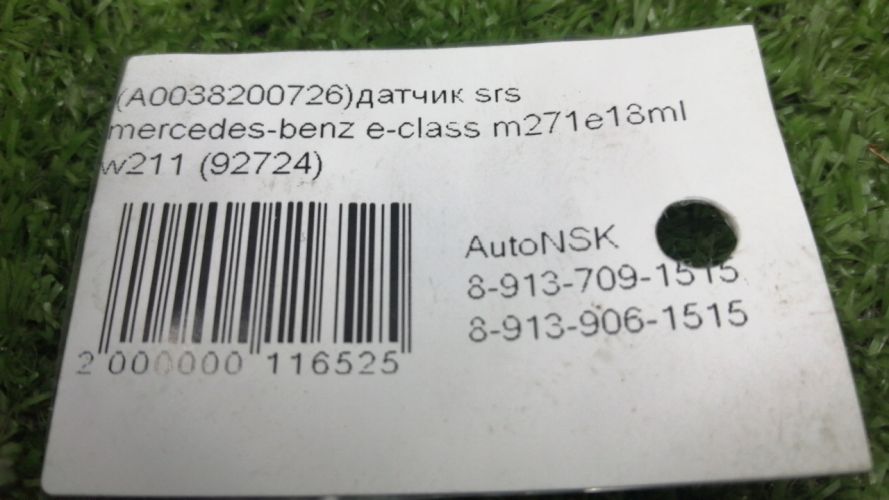 (A0038200726)датчик srs
mercedes-benz e-class m271e18ml
w211 (92724)
AutoNSK
8-913-709-1515
8-913-906-1515
2 000000 116525